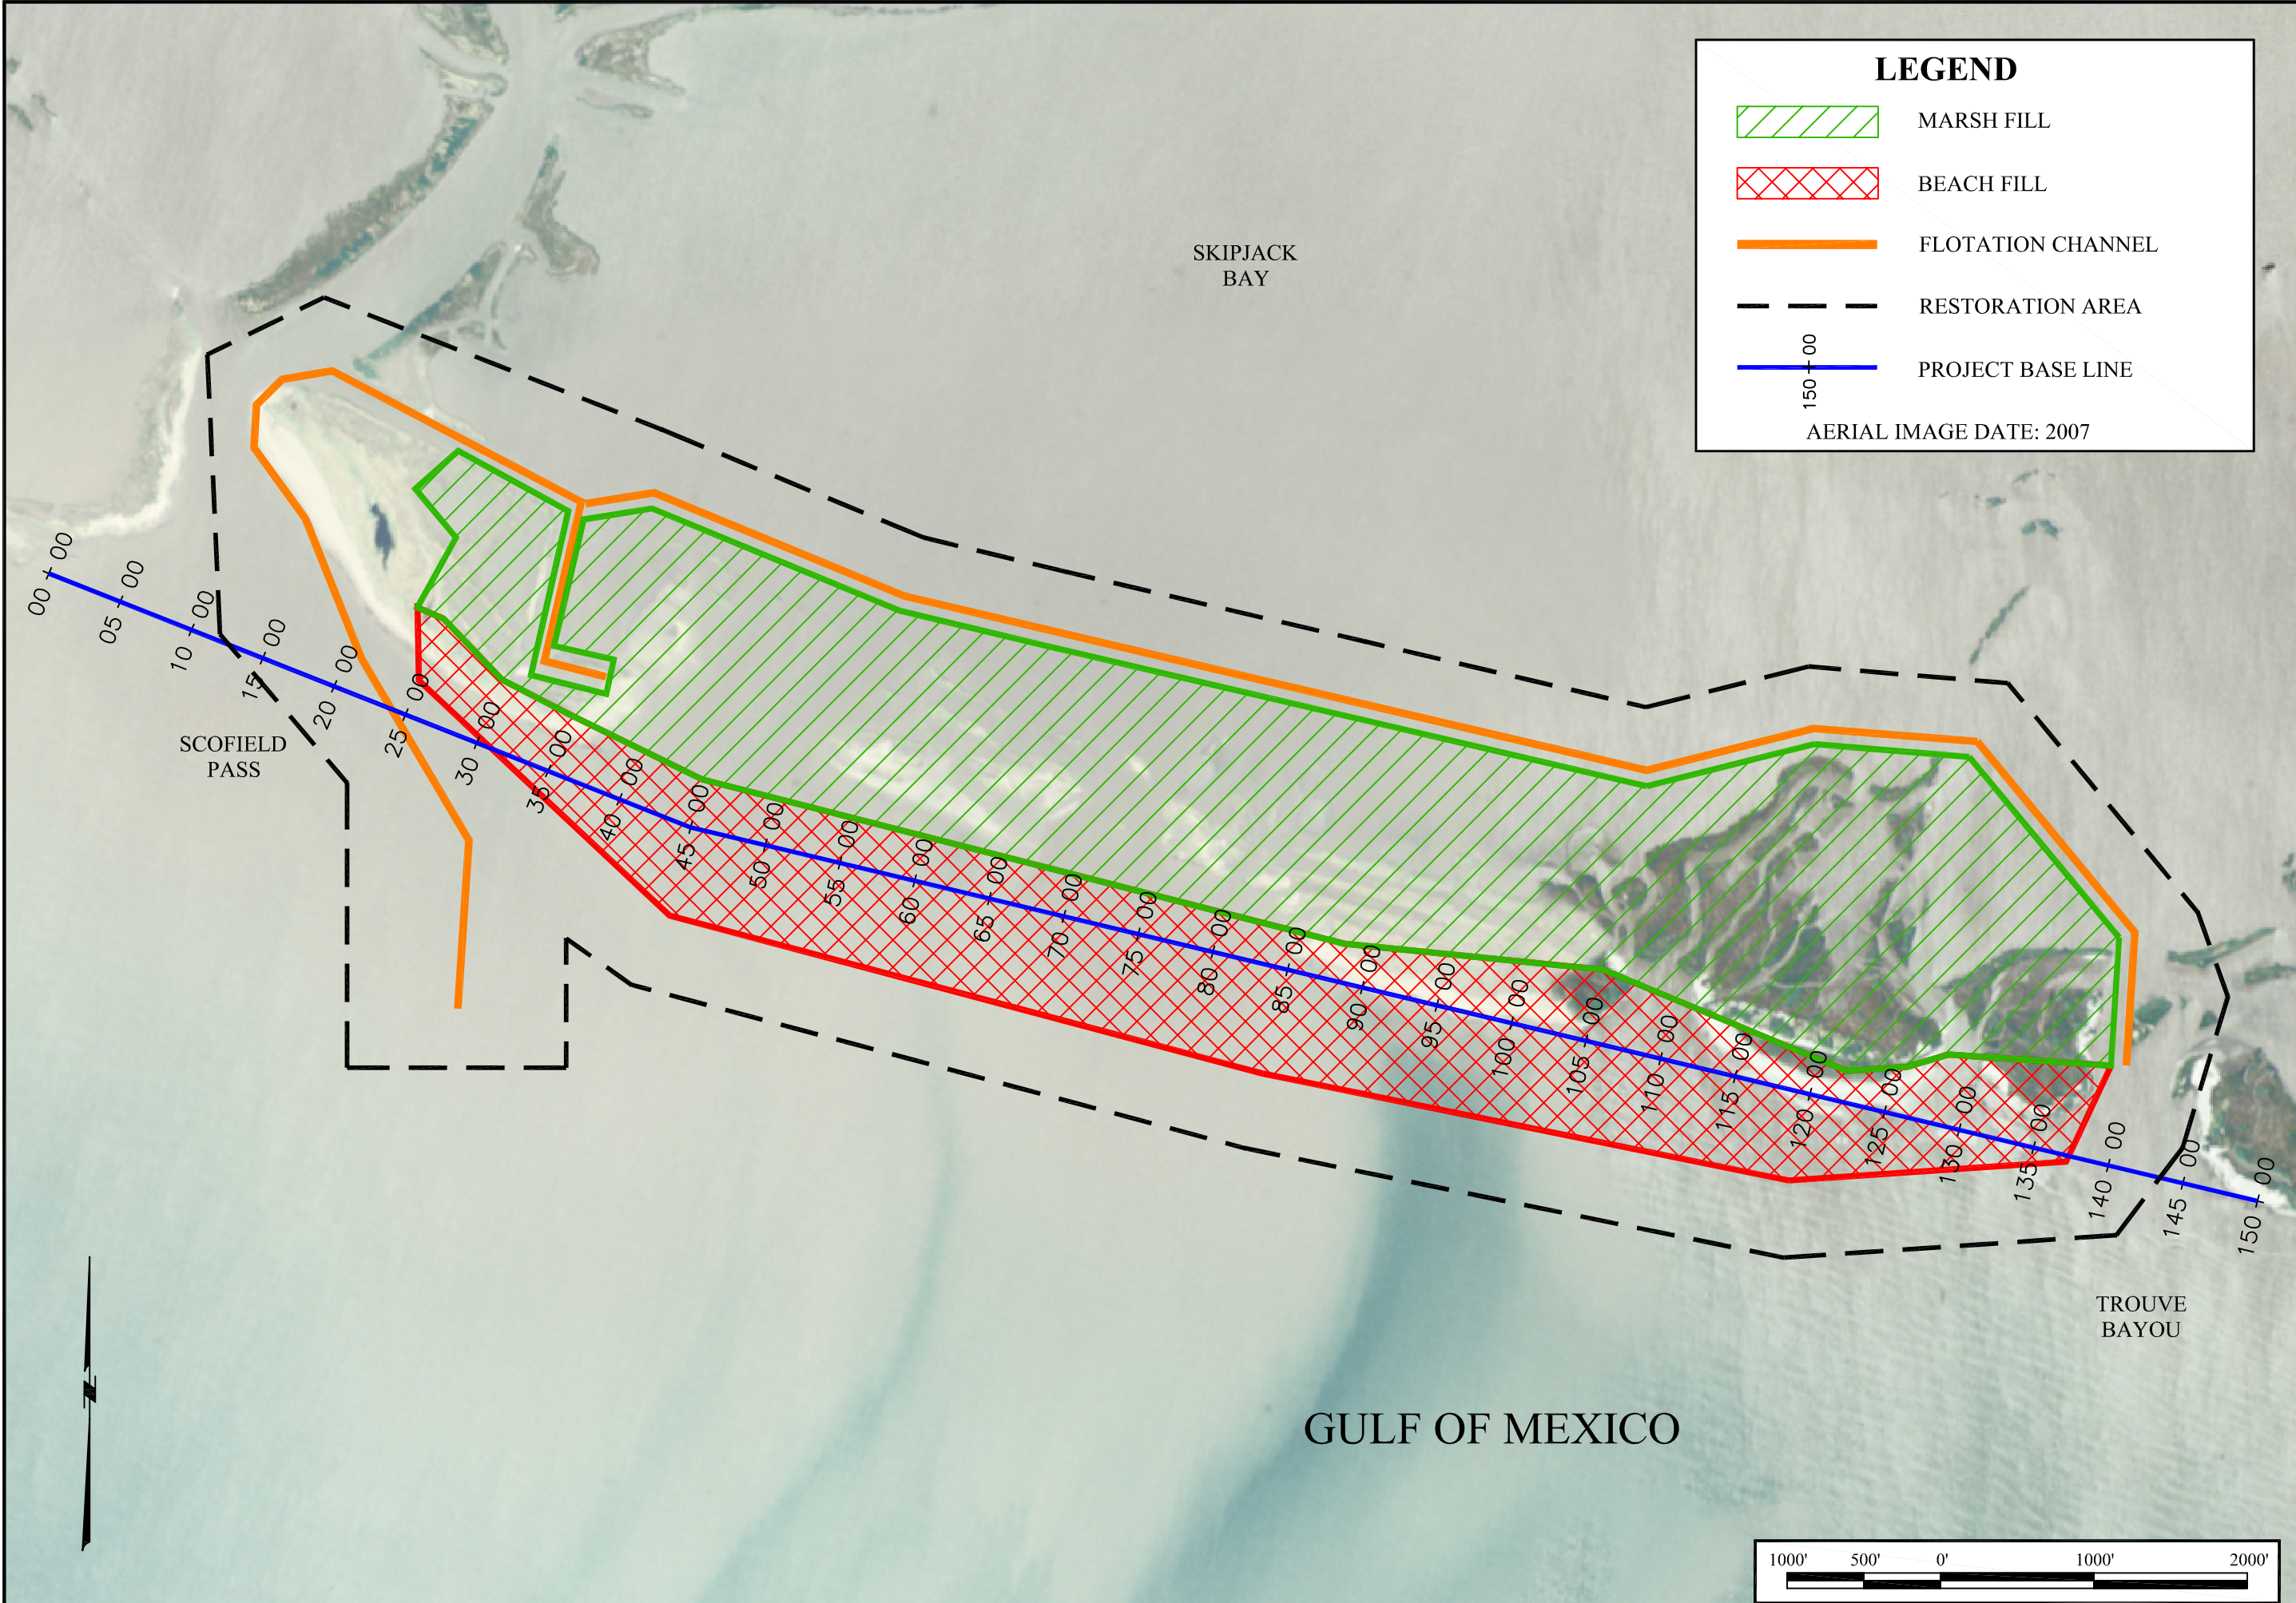 LEGEND
MARSH FILL
BEACH FILL
FLOTATION CHANNEL
RESTORATION AREA
150+00
PROJECT BASE LINE
AERIAL IMAGE DATE: 2007
SKIPJACK
BAY
SCOFIELD
PASS
00+00
05+00
10+00
15+00
20+00
25+00
30+00
35+00
40+00
45+00
50+00
55+00
60+00
65+00
70+00
75+00
80+00
85+00
90+00
95+00
100+00
105+00
110+00
115+00
120+00
125+00
130+00
135+00
140+00
145+00
150+00
TROUVE
BAYOU
GULF OF MEXICO
N
1000' 500' 0' 1000' 2000'